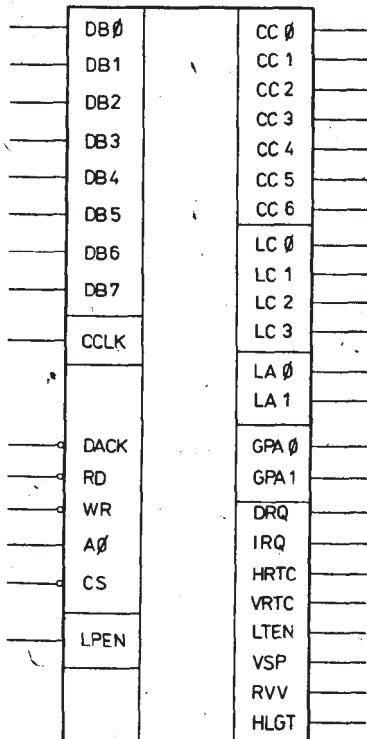 DBØ
DB1
DB2
DB3
DB4
DB5
DB6
DB7
CCLK
DACK
RD
WR
AØ
CS
LPEN
CC Ø
CC 1
CC 2
CC 3
CC 4
CC 5
CC 6
LC Ø
LC 1
LC 2
LC 3
LA Ø
LA 1
GPA Ø
GPA 1
DRQ
IRQ
HRTC
VRTC
LTEN
VSP
RVV
HLGT